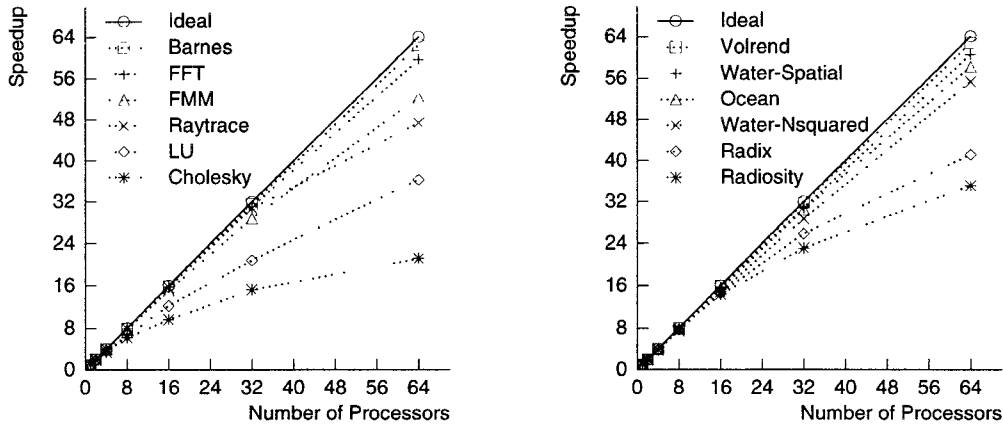 Speedup
64
56
48
40
32
24
16
8
0
Ideal
Barnes
FFT
FMM
Raytrace
LU
Cholesky
0 8 16 24 32 40 48 56 64
Number of Processors
Speedup
64
56
48
40
32
24
16
8
0
Ideal
Volrend
Water-Spatial
Ocean
Water-Nsquared
Radix
Radiosity
0 8 16 24 32 40 48 56 64
Number of Processors